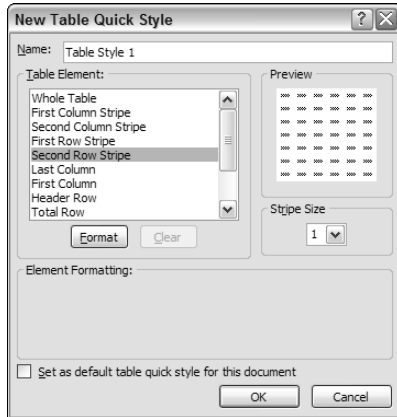 New Table Quick Style
Name: Table Style 1
Table Element:
Whole Table
First Column Stripe
Second Column Stripe
First Row Stripe
Second Row Stripe
Last Column
First Column
Header Row
Total Row
Format Clear
Preview
Stripe Size
1
Element Formatting:
Set as default table quick style for this document
OK Cancel